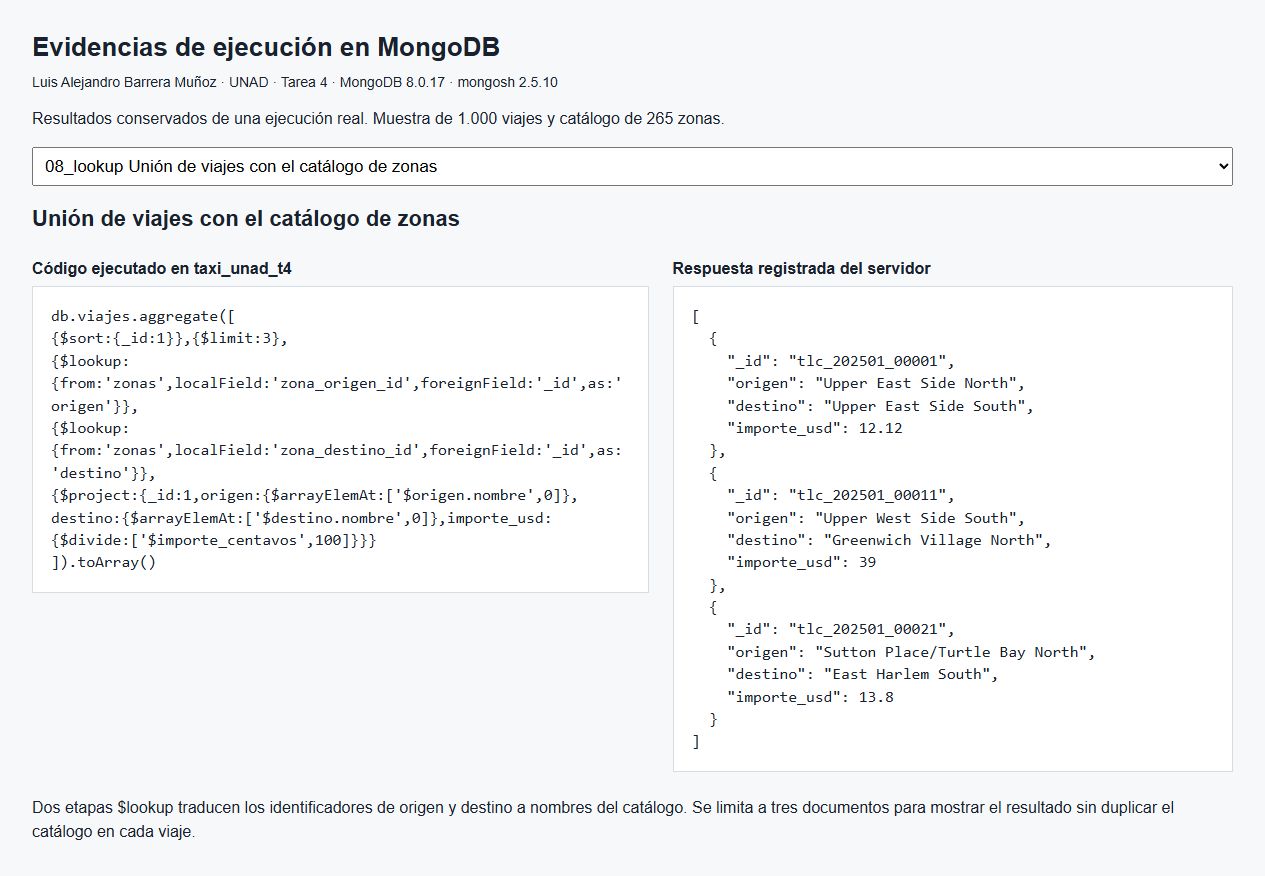 Evidencias de ejecución en MongoDB
Luis Alejandro Barrera Muñoz · UNAD · Tarea 4 · MongoDB 8.0.17 · mongosh 2.5.10
Resultados conservados de una ejecución real. Muestra de 1.000 viajes y catálogo de 265 zonas.
08_lookup Unión de viajes con el catálogo de zonas
Unión de viajes con el catálogo de zonas
Código ejecutado en taxi_unad_t4
db.viajes.aggregate([
{$sort:{_id:1}},{$limit:3},
{$lookup:
{from:'zonas',localField:'zona_origen_id',foreignField:'_id',as:'
origen'}},
{$lookup:
{from:'zonas',localField:'zona_destino_id',foreignField:'_id',as:
'destino'}},
{$project:{_id:1,origen:{$arrayElemAt:['$origen.nombre',0]},
destino:{$arrayElemAt:['$destino.nombre',0]},importe_usd:
{$divide:['$importe_centavos',100]}}}
]).toArray()
Respuesta registrada del servidor
[
  {
    "_id": "tlc_202501_00001",
    "origen": "Upper East Side North",
    "destino": "Upper East Side South",
    "importe_usd": 12.12
  },
  {
    "_id": "tlc_202501_00011",
    "origen": "Upper West Side South",
    "destino": "Greenwich Village North",
    "importe_usd": 39
  },
  {
    "_id": "tlc_202501_00021",
    "origen": "Sutton Place/Turtle Bay North",
    "destino": "East Harlem South",
    "importe_usd": 13.8
  }
]
Dos etapas $lookup traducen los identificadores de origen y destino a nombres del catálogo. Se limita a tres documentos para mostrar el resultado sin duplicar el
catálogo en cada viaje.